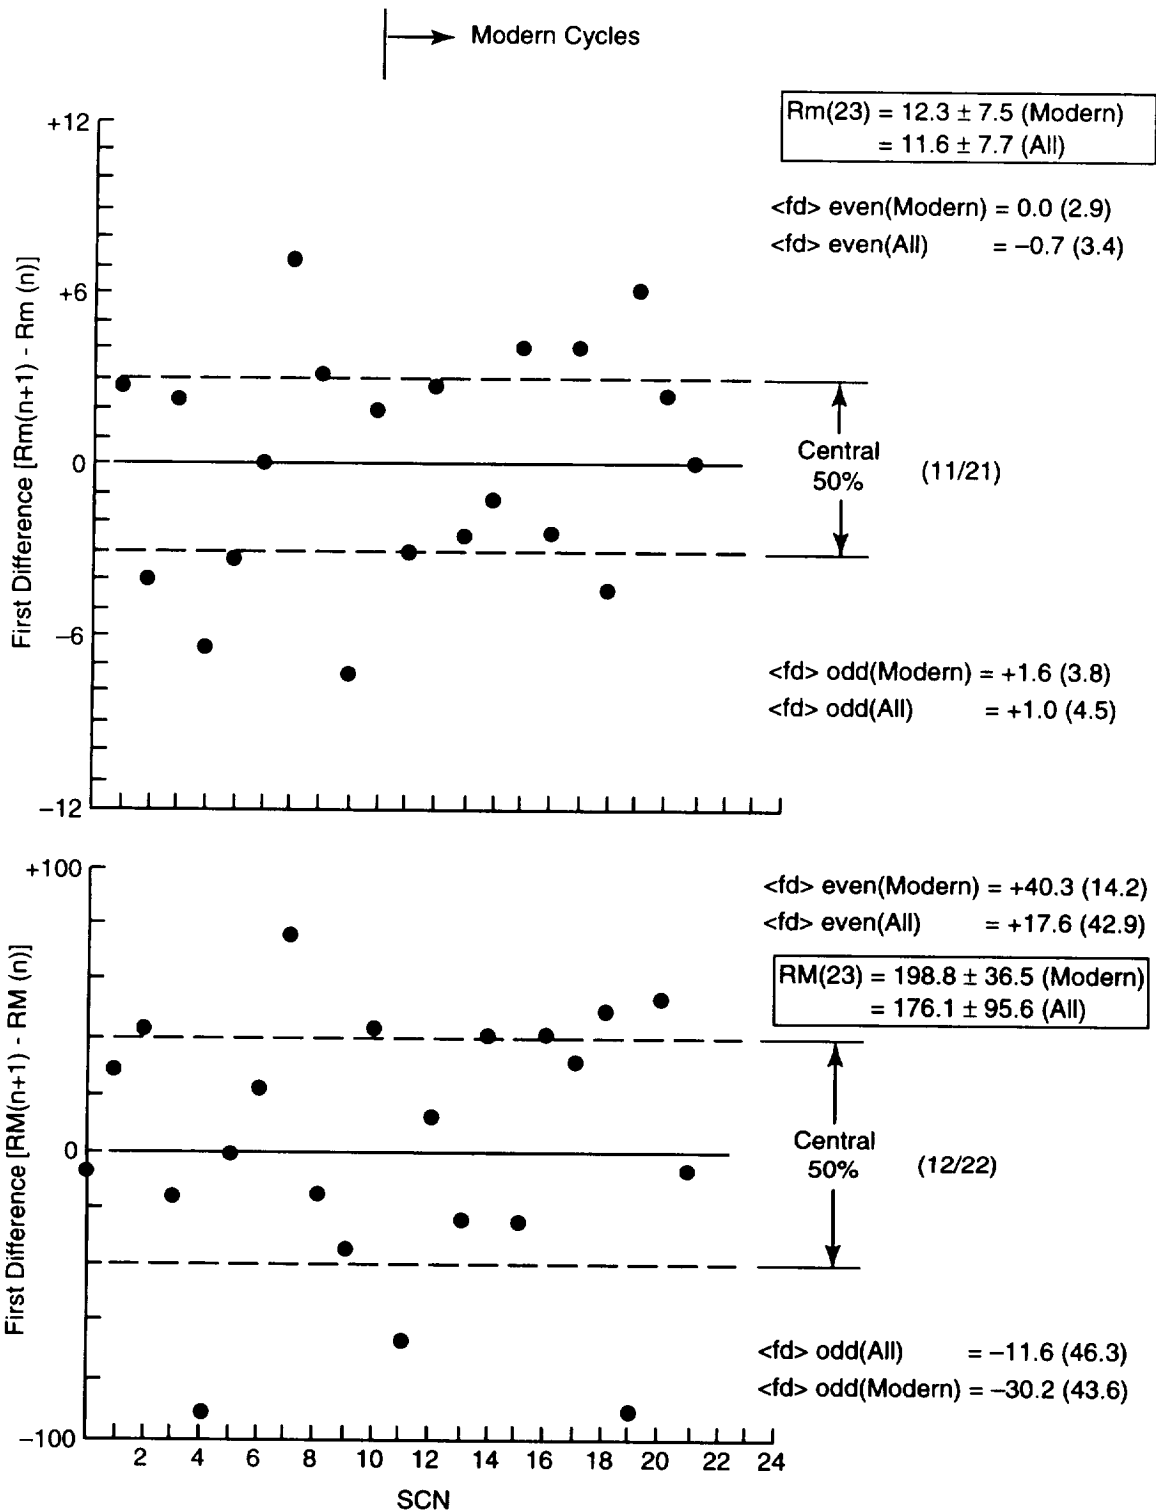 Modern Cycles
Rm(23) = 12.3 ± 7.5 (Modern)
= 11.6 ± 7.7 (All)
<fd> even(Modern) = 0.0 (2.9)
<fd> even(All) = –0.7 (3.4)
First Difference [Rm(n+1) - Rm (n)]
+12
+6
0
–6
–12
Central
50%
(11/21)
<fd> odd(Modern) = +1.6 (3.8)
<fd> odd(All) = +1.0 (4.5)
<fd> even(Modern) = +40.3 (14.2)
<fd> even(All) = +17.6 (42.9)
RM(23) = 198.8 ± 36.5 (Modern)
= 176.1 ± 95.6 (All)
First Difference [RM(n+1) - RM (n)]
+100
0
–100
Central
50%
(12/22)
<fd> odd(All) = –11.6 (46.3)
<fd> odd(Modern) = –30.2 (43.6)
2 4 6 8 10 12 14 16 18 20 22 24
SCN